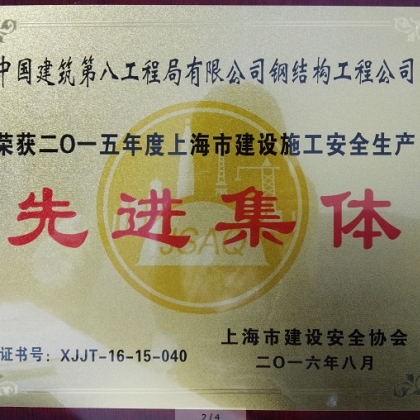 中国建筑第八工程局有限公司钢结构工程公司
荣获二〇一五年度上海市建设施工安全生产
先进集体
JSAQ
上海市建设安全协会
证书号：XJJT-16-15-040
二〇一六年八月
2/4